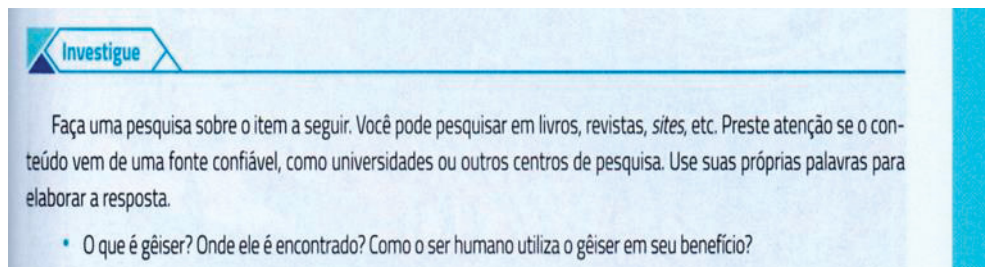 Investigue
Faça uma pesquisa sobre o item a seguir. Você pode pesquisar em livros, revistas, sites, etc. Preste atenção se o con-
teúdo vem de uma fonte confiável, como universidades ou outros centros de pesquisa. Use suas próprias palavras para
elaborar a resposta.
• O que é gêiser? Onde ele é encontrado? Como o ser humano utiliza o gêiser em seu benefício?